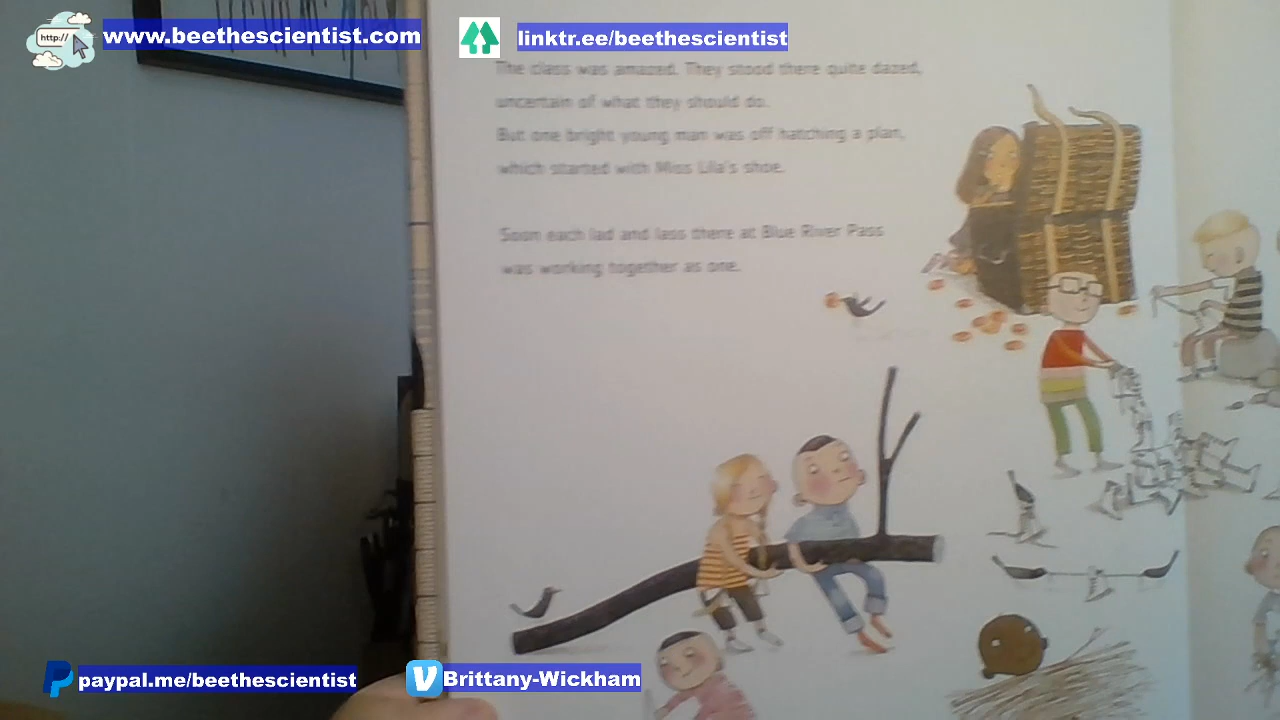 www.beethescientist.com
http://
linktr.ee/beethescientist
The class was amazed. They stood there quite dazed,
uncertain of what they should do.
But one bright young man was off hatching a plan,
which started with Miss Lila's shoe.
Soon each lad and lass there at Blue River Pass
was working together as one.
paypal.me/beethescientist
Brittany-Wickham